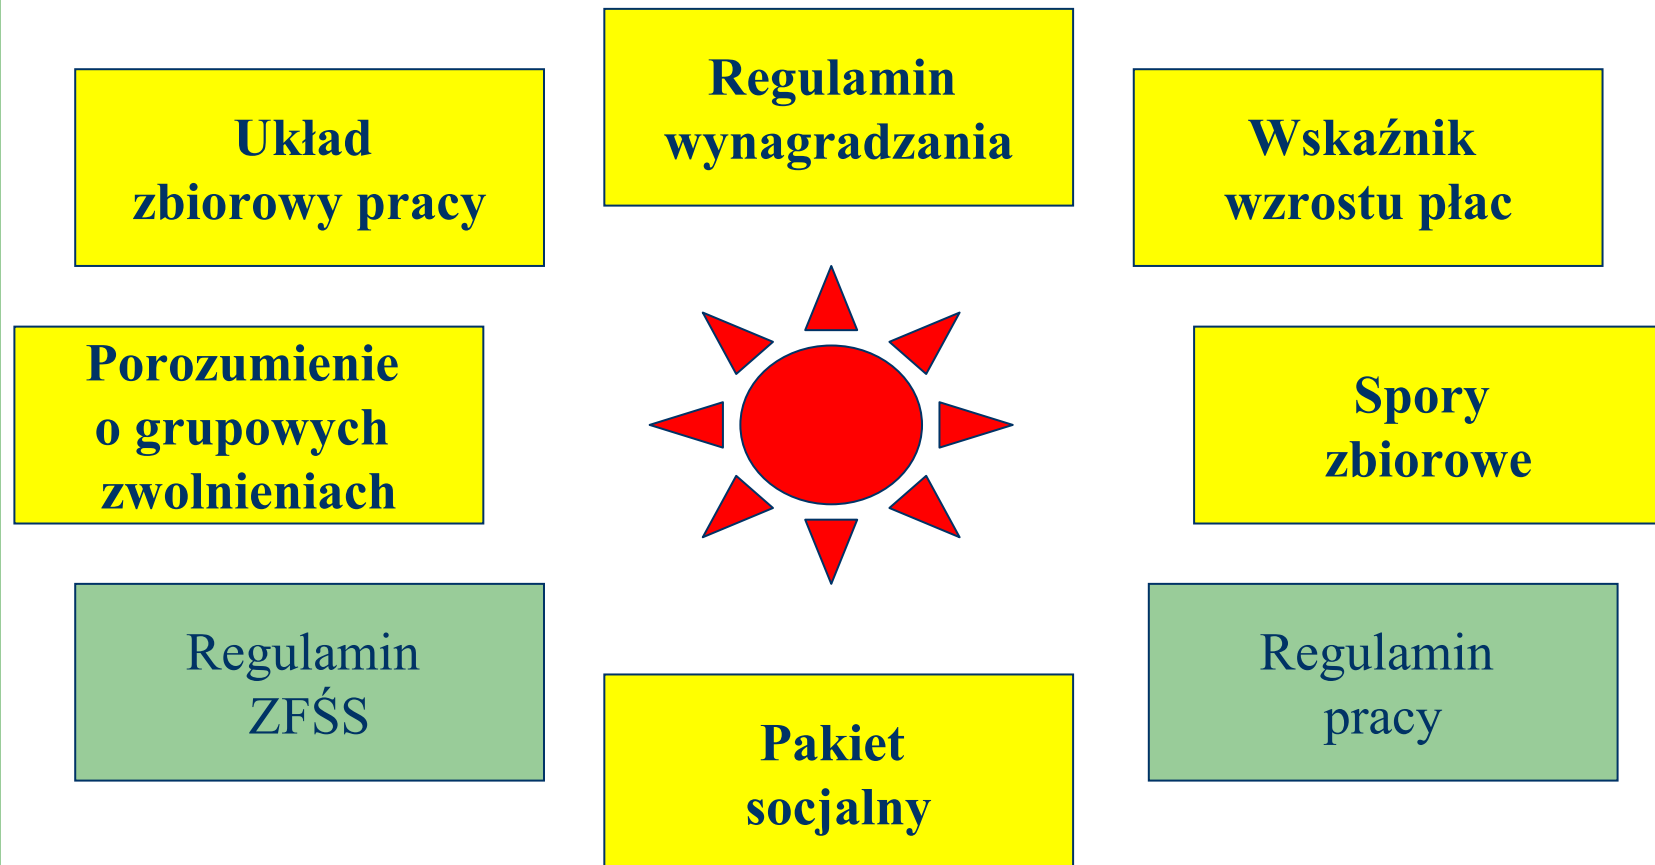 Regulamin
wynagradzania
Układ
zbiorowy pracy
Wskaźnik
wzrostu płac
Porozumienie
o grupowych
zwolnieniach
Spory
zbiorowe
Regulamin
ZFŚS
Regulamin
pracy
Pakiet
socjalny